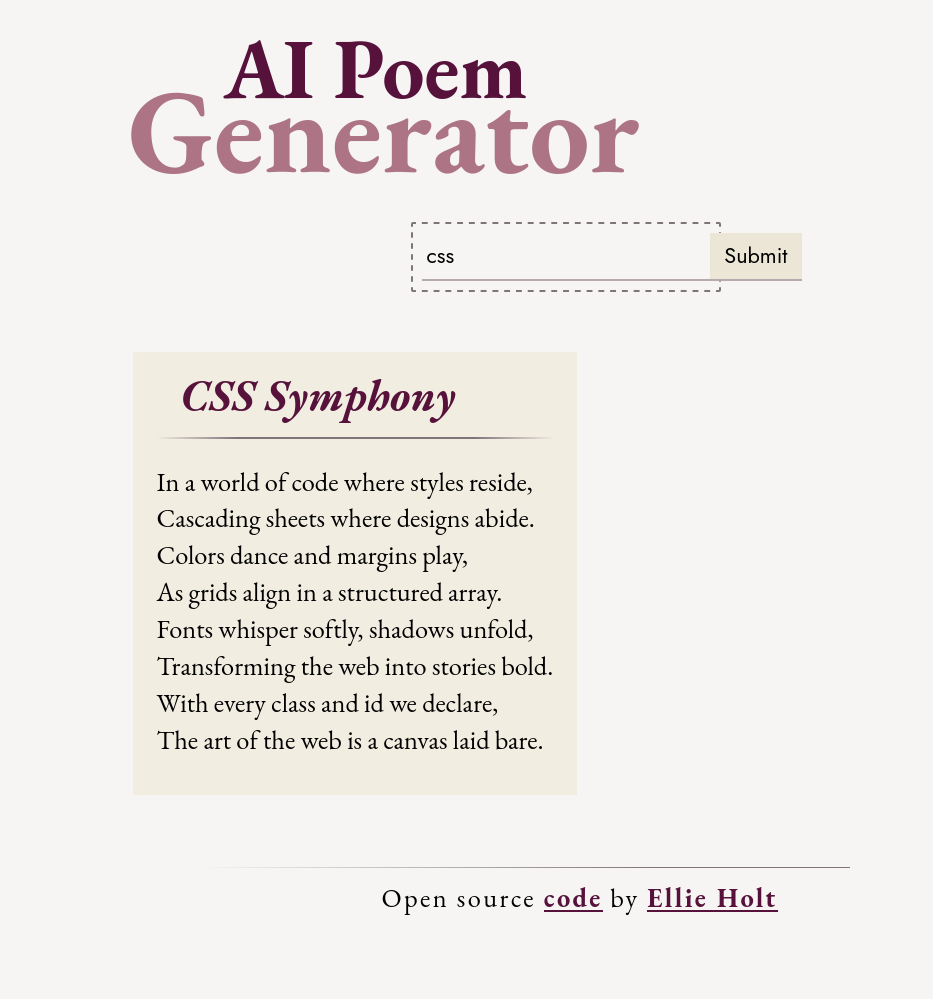 AI Poem
Generator
css
Submit
CSS Symphony
In a world of code where styles reside,
Cascading sheets where designs abide.
Colors dance and margins play,
As grids align in a structured array.
Fonts whisper softly, shadows unfold,
Transforming the web into stories bold.
With every class and id we declare,
The art of the web is a canvas laid bare.
Open source code by Ellie Holt